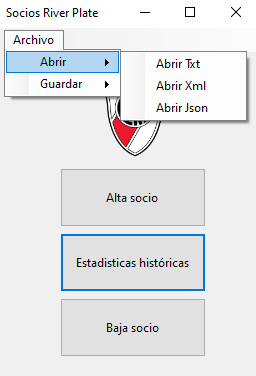 Socios River Plate
Archivo
Abrir
Guardar
Abrir Txt
Abrir Xml
Abrir Json
Alta socio
Estadisticas históricas
Baja socio